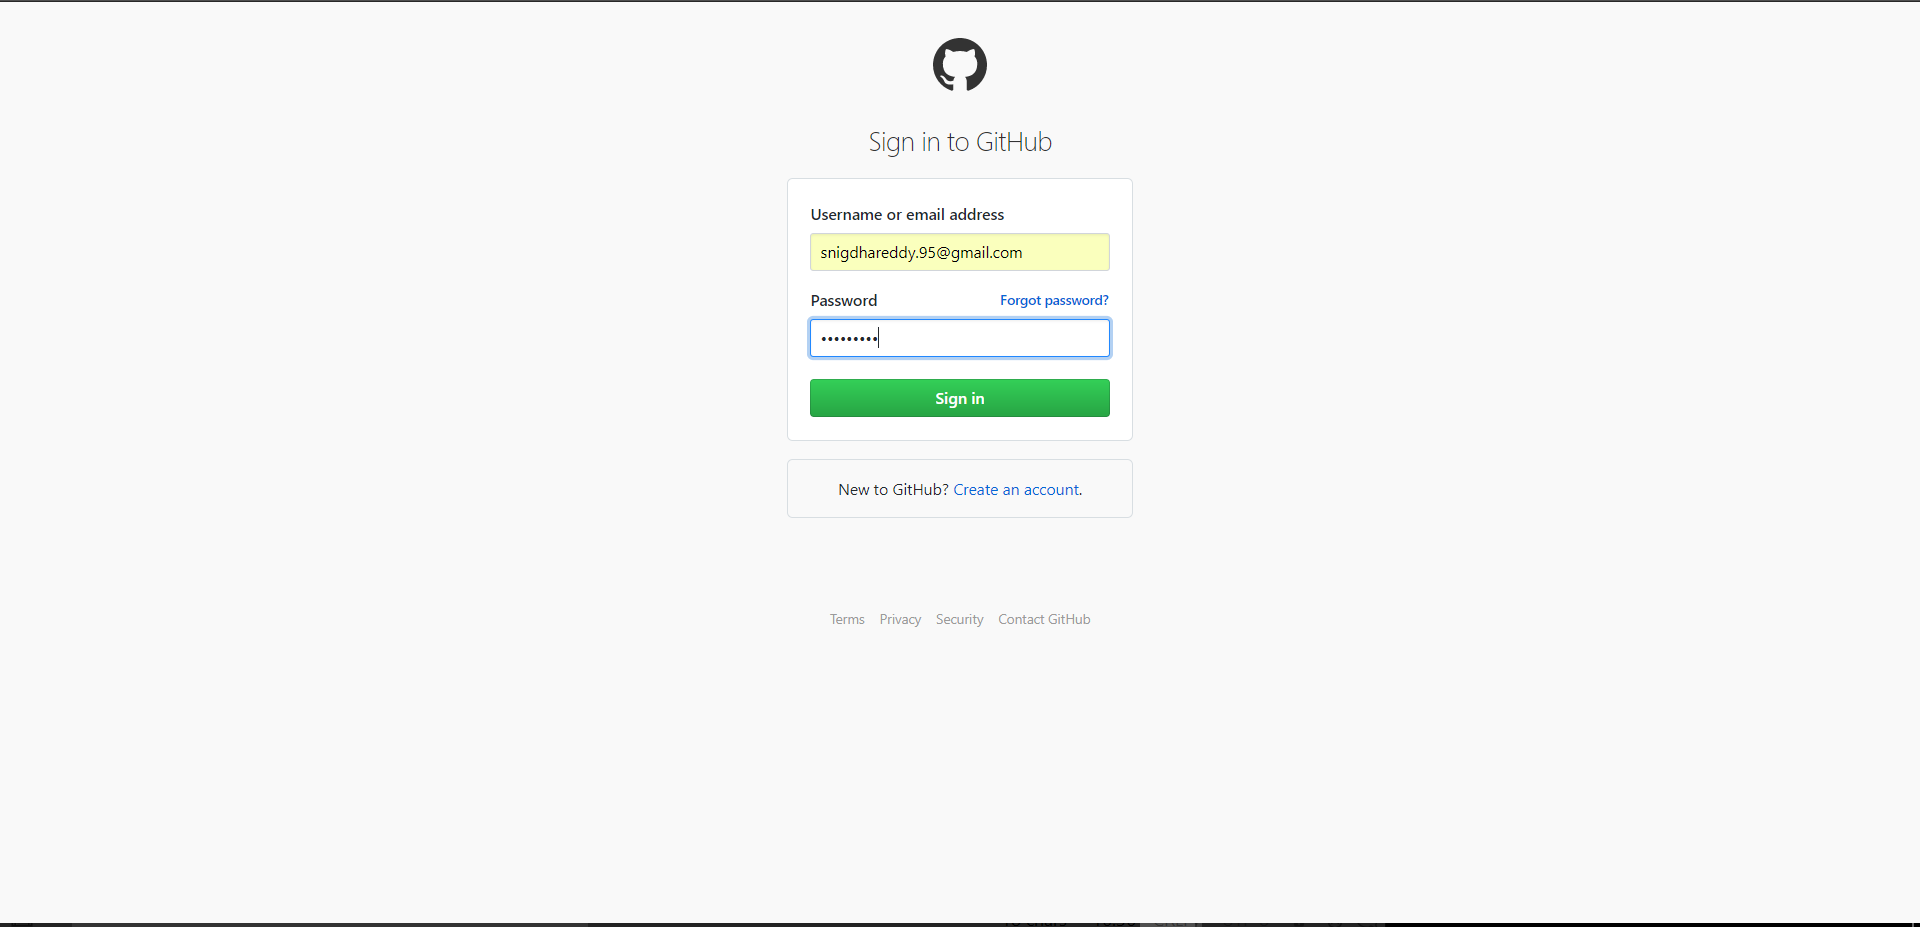 Sign in to GitHub
Username or email address
snigdhareddy.95@gmail.com
Password Forgot password?
•••••••••
Sign in
New to GitHub? Create an account.
Terms Privacy Security Contact GitHub